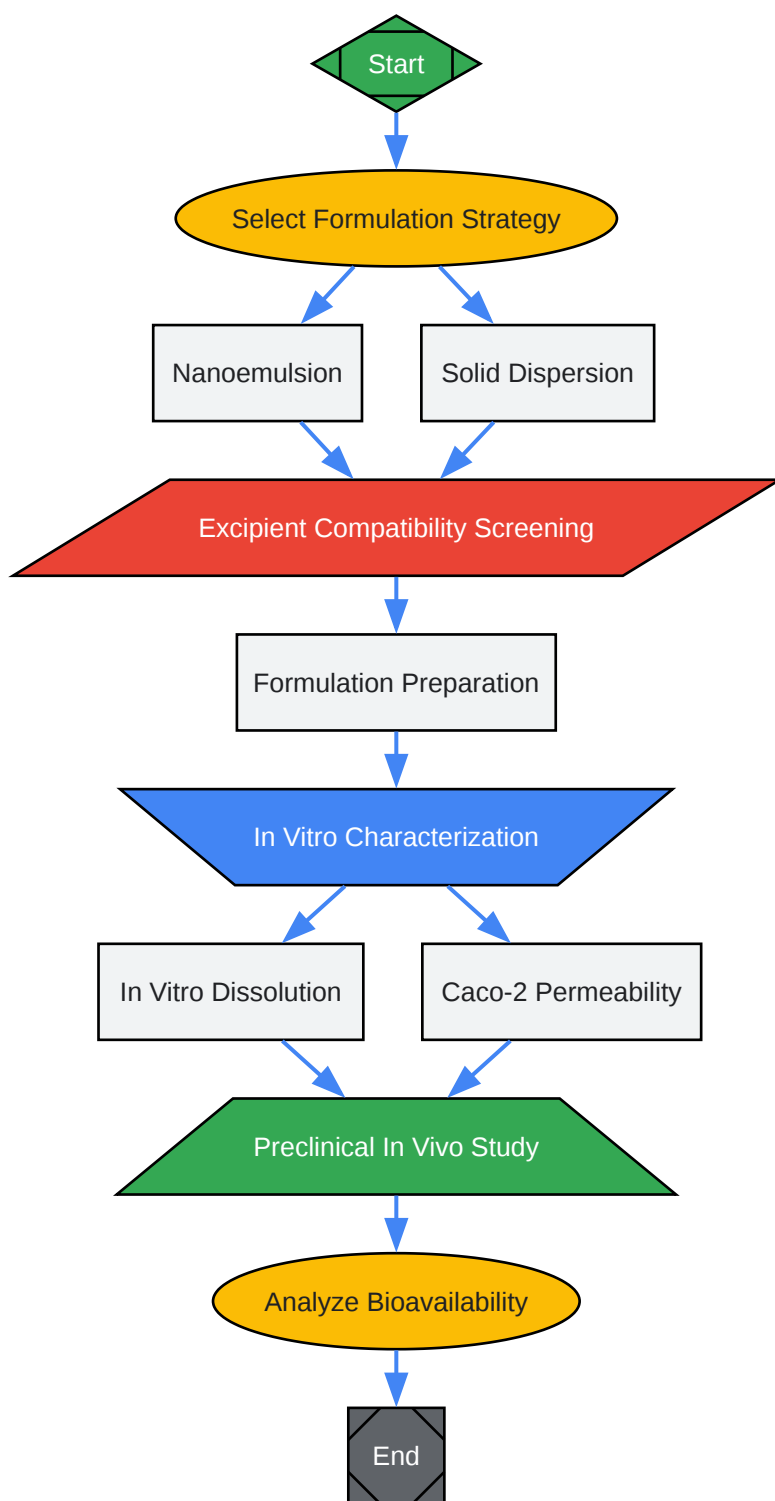 Start
Select Formulation Strategy
Nanoemulsion
Solid Dispersion
Excipient Compatibility Screening
Formulation Preparation
In Vitro Characterization
In Vitro Dissolution
Caco-2 Permeability
Preclinical In Vivo Study
Analyze Bioavailability
End